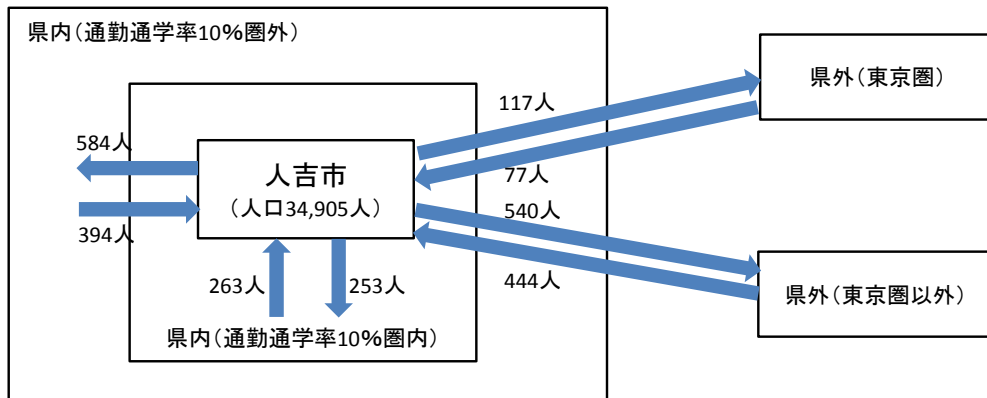 県内（通勤通学率10％圏外）
県外（東京圏）
117人
584人
人吉市
（人口34,905人）
77人
540人
394人
263人
253人
444人
県外（東京圏以外）
県内（通勤通学率10％圏内）